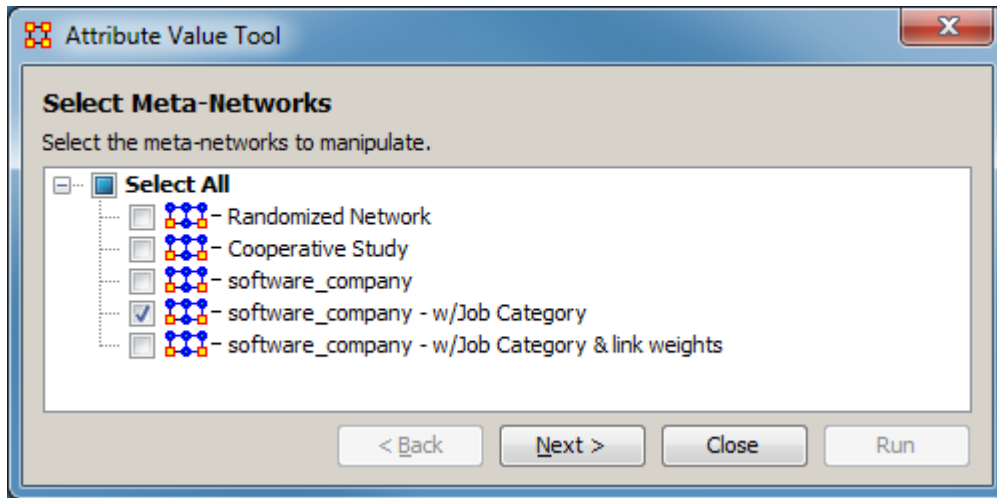 Attribute Value Tool
Select Meta-Networks
Select the meta-networks to manipulate.
Select All
Randomized Network
Cooperative Study
software_company
software_company - w/Job Category
software_company - w/Job Category & link weights
< Back Next > Close Run